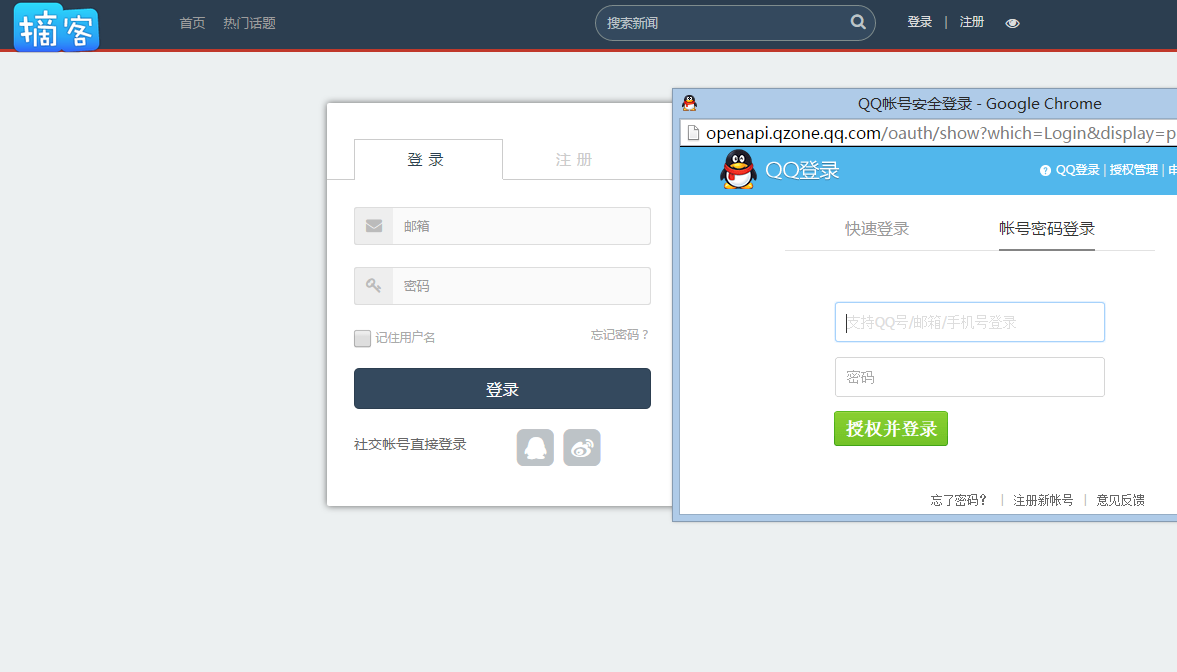 摘客
首页 热门话题
搜索新闻
登录 | 注册
登 录
注 册
邮箱
密码
记住用户名
忘记密码？
登录
社交帐号直接登录
QQ帐号安全登录 - Google Chrome
openapi.qzone.qq.com/oauth/show?which=Login&display=p
QQ登录
QQ登录 | 授权管理 | 申
快速登录
帐号密码登录
支持QQ号/邮箱/手机号登录
密码
授权并登录
忘了密码？ | 注册新帐号 | 意见反馈